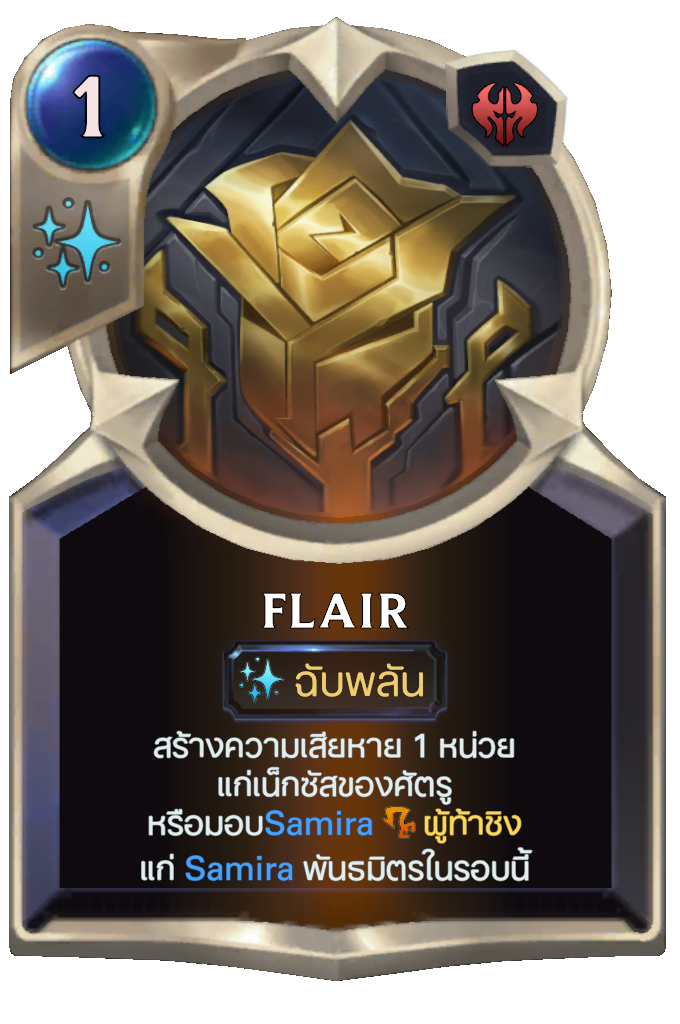 1
FLAIR
ฉับพลัน
สร้างความเสียหาย 1 หน่วย
แก่เน็กซัสของศัตรู
หรือมอบSamira ผู้ท้าชิง
แก่ Samira พันธมิตรในรอบนี้